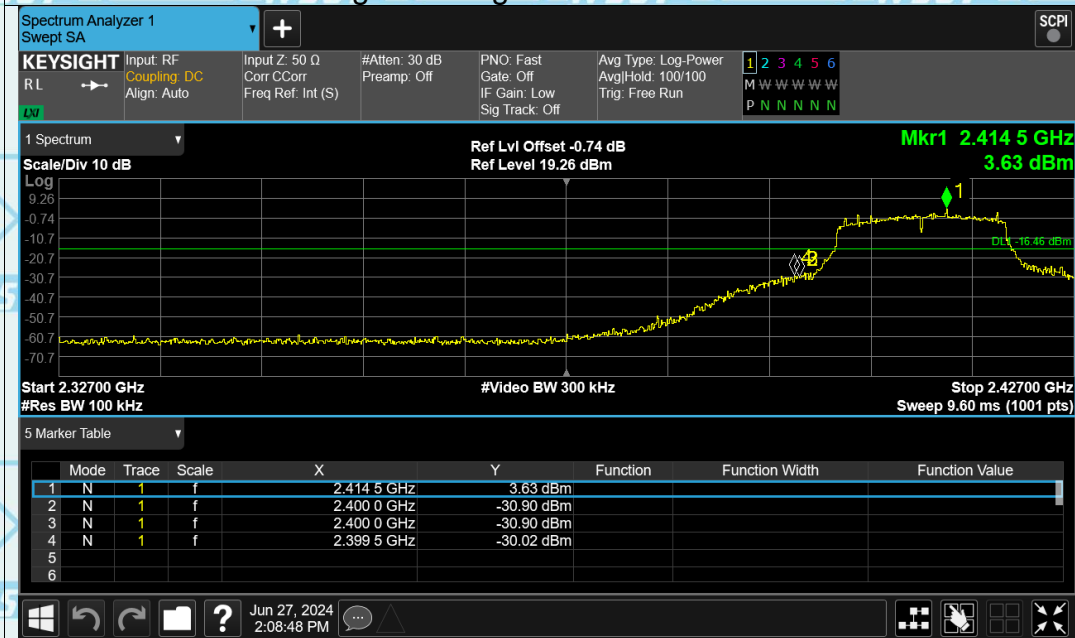 Spectrum Analyzer 1
Swept SA
+
SCPI
KEYSIGHT Input: RF Input Z: 50 Ω #Atten: 30 dB PNO: Fast Avg Type: Log-Power 1 2 3 4 5 6
R L Coupling: DC Corr CCorr Preamp: Off Gate: Off Avg|Hold: 100/100 M W W W W W
Align: Auto Freq Ref: Int (S) IF Gain: Low Trig: Free Run
LXI Sig Track: Off P N N N N N
1 Spectrum
Ref Lvl Offset -0.74 dB
Mkr1 2.414 5 GHz
Scale/Div 10 dB Ref Level 19.26 dBm 3.63 dBm
Log
1
9.26
-0.74
-10.7
DL1 -16.46 dBm
-20.7
-30.7
-40.7
-50.7
-60.7
-70.7
Start 2.32700 GHz #Video BW 300 kHz Stop 2.42700 GHz
#Res BW 100 kHz Sweep 9.60 ms (1001 pts)
5 Marker Table
Mode Trace Scale X Y Function Function Width Function Value
1 N 1 f 2.414 5 GHz 3.63 dBm
2 N 1 f 2.400 0 GHz -30.90 dBm
3 N 1 f 2.400 0 GHz -30.90 dBm
4 N 1 f 2.399 5 GHz -30.02 dBm
5
6
? Jun 27, 2024
2:08:48 PM